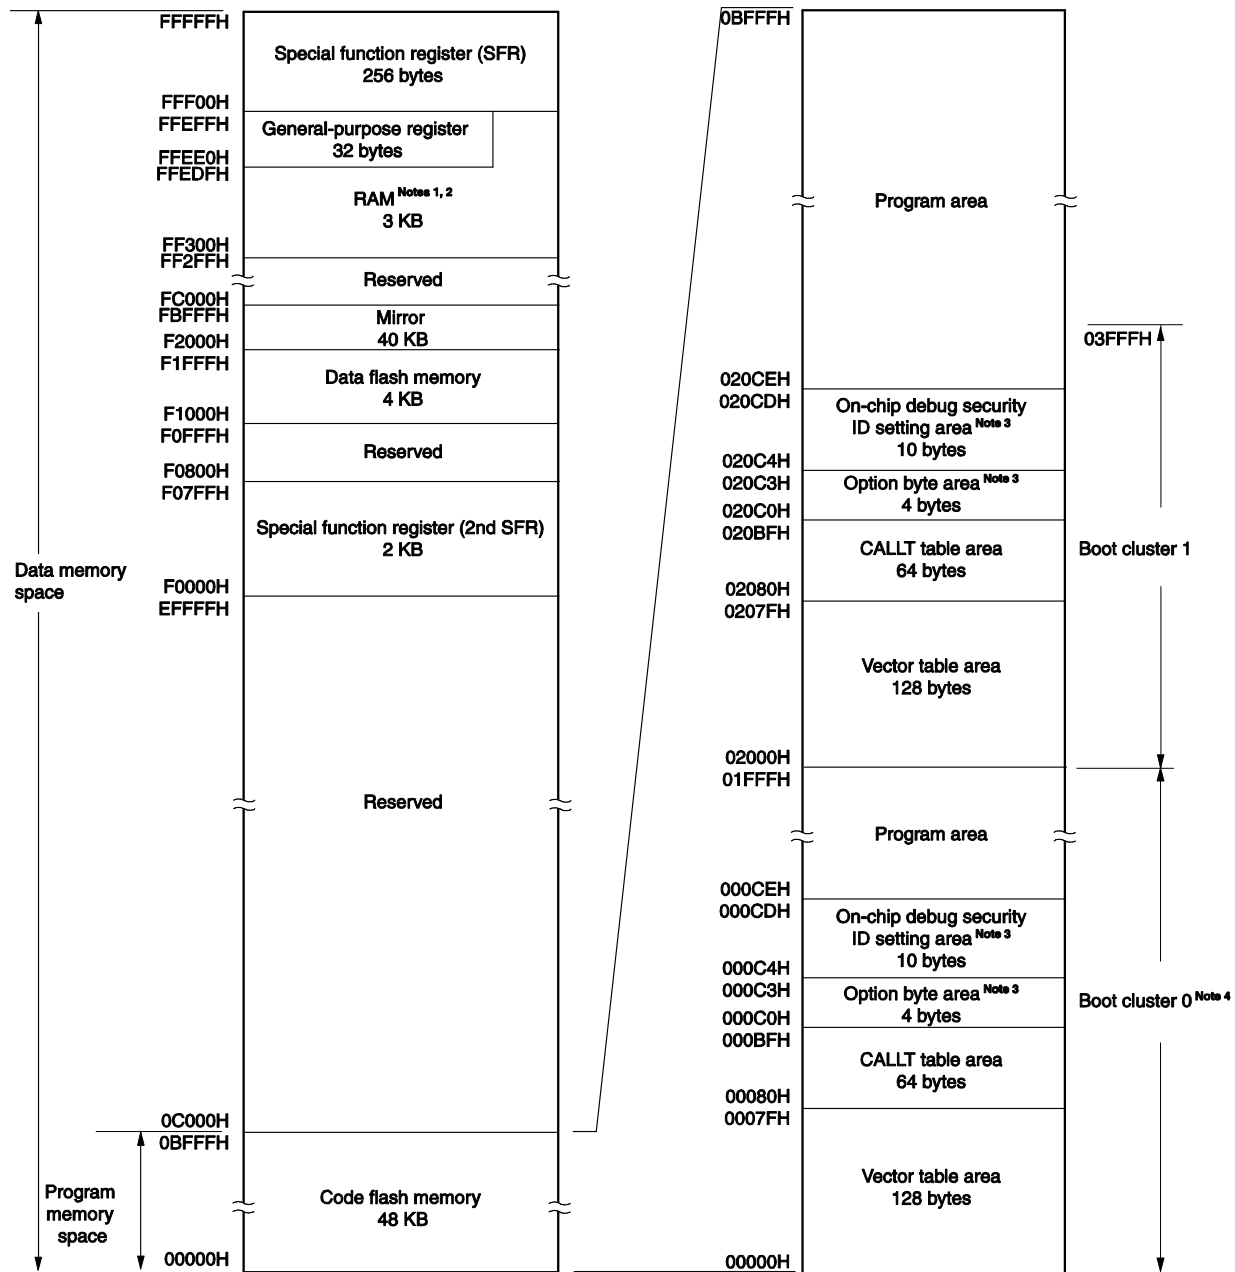 FFFFFH
Special function register (SFR)
256 bytes
FFF00H
FFEFFH
General-purpose register
32 bytes
FFEE0H
FFEDFH
RAM Notes 1, 2
3 KB
FF300H
FF2FFH
Reserved
FC000H
FBFFFH
Mirror
40 KB
F2000H
F1FFFH
Data flash memory
4 KB
F1000H
F0FFFH
Reserved
F0800H
F07FFH
Special function register (2nd SFR)
2 KB
F0000H
EFFFFH
Data memory
space
Reserved
0C000H
0BFFFH
Program
memory
space
Code flash memory
48 KB
00000H
0BFFFH
Program area
03FFFH
020CEH
020CDH
On-chip debug security
ID setting area Note 3
10 bytes
020C4H
020C3H
Option byte area Note 3
4 bytes
020C0H
020BFH
CALLT table area
64 bytes
Boot cluster 1
02080H
0207FH
Vector table area
128 bytes
02000H
01FFFH
Program area
000CEH
000CDH
On-chip debug security
ID setting area Note 3
10 bytes
000C4H
000C3H
Option byte area Note 3
4 bytes
Boot cluster 0 Note 4
000C0H
000BFH
CALLT table area
64 bytes
00080H
0007FH
Vector table area
128 bytes
00000H